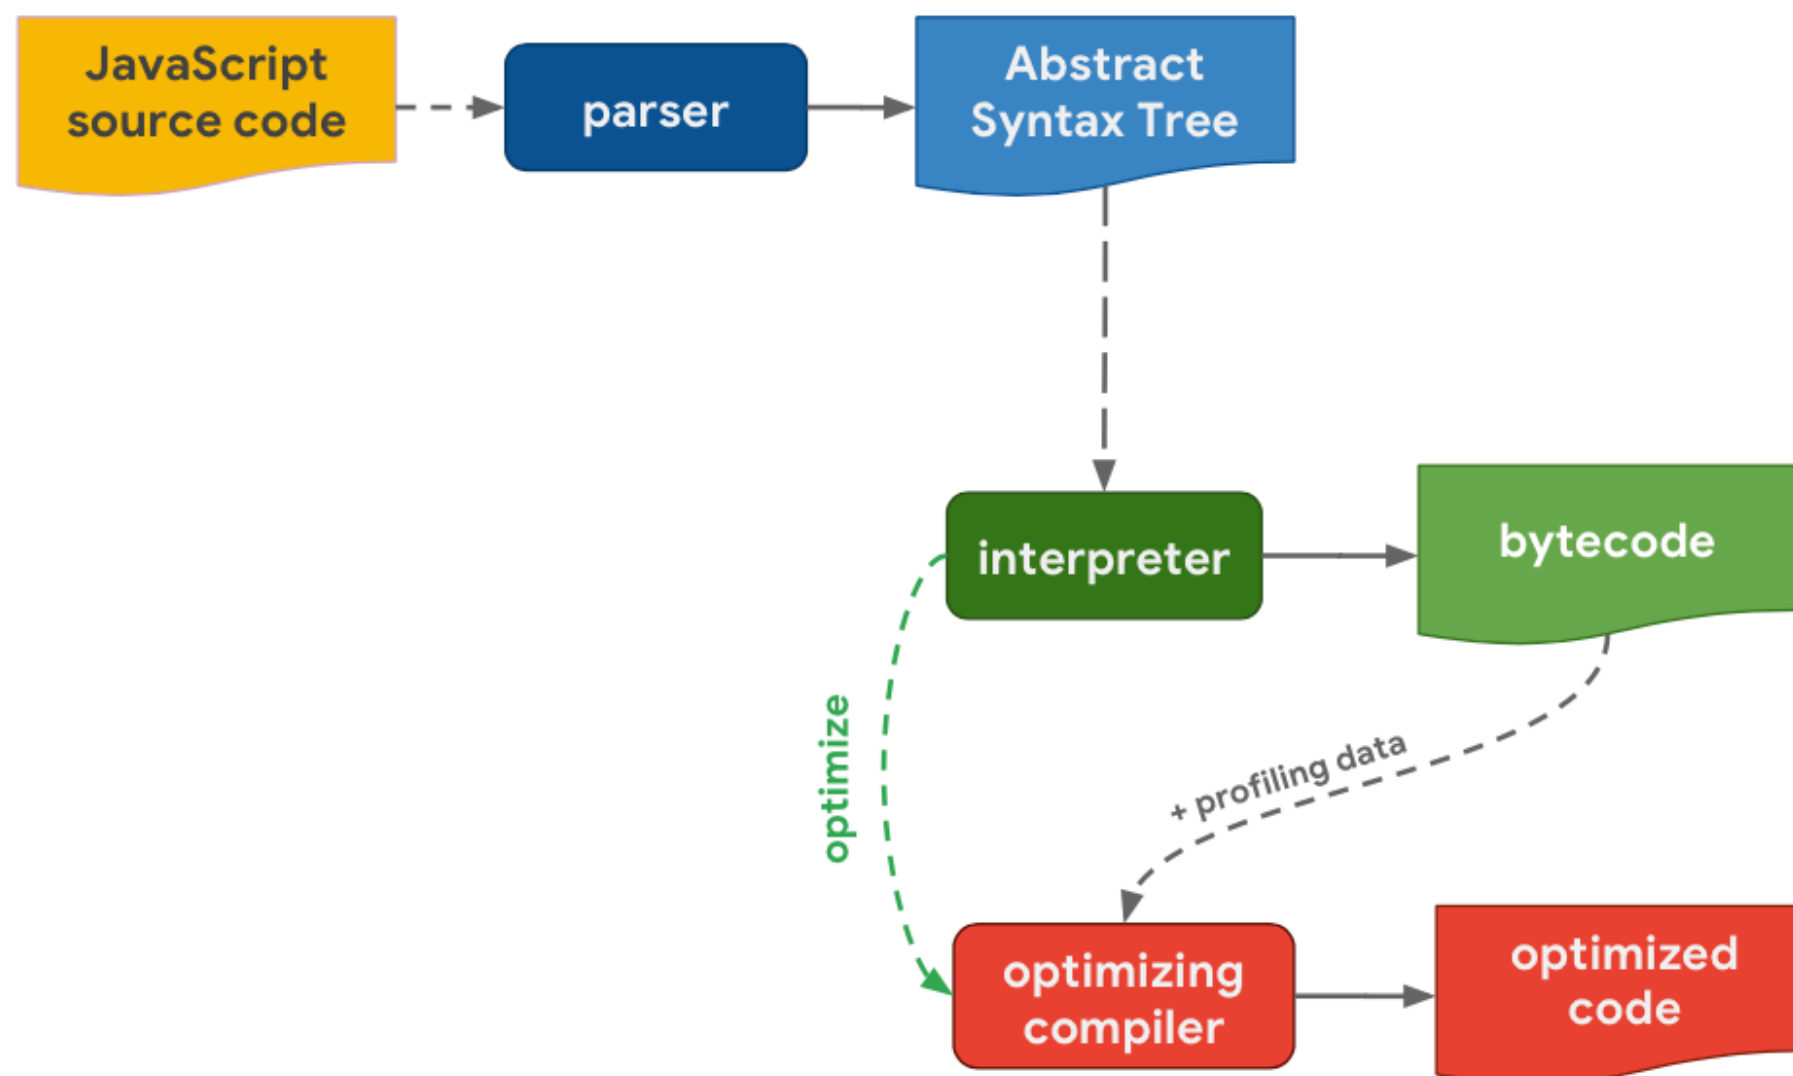 JavaScript
source code
parser
Abstract
Syntax Tree
interpreter
bytecode
optimize
+ profiling data
optimizing
compiler
optimized
code